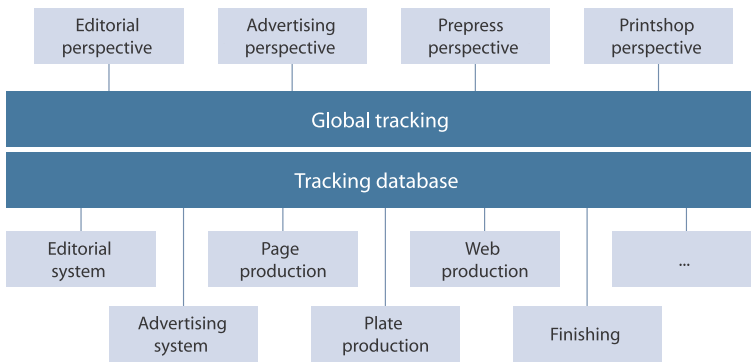 Editorial
perspective
Advertising
perspective
Prepress
perspective
Printshop
perspective
Global tracking
Tracking database
Editorial
system
Page
production
Web
production
...
Advertising
system
Plate
production
Finishing